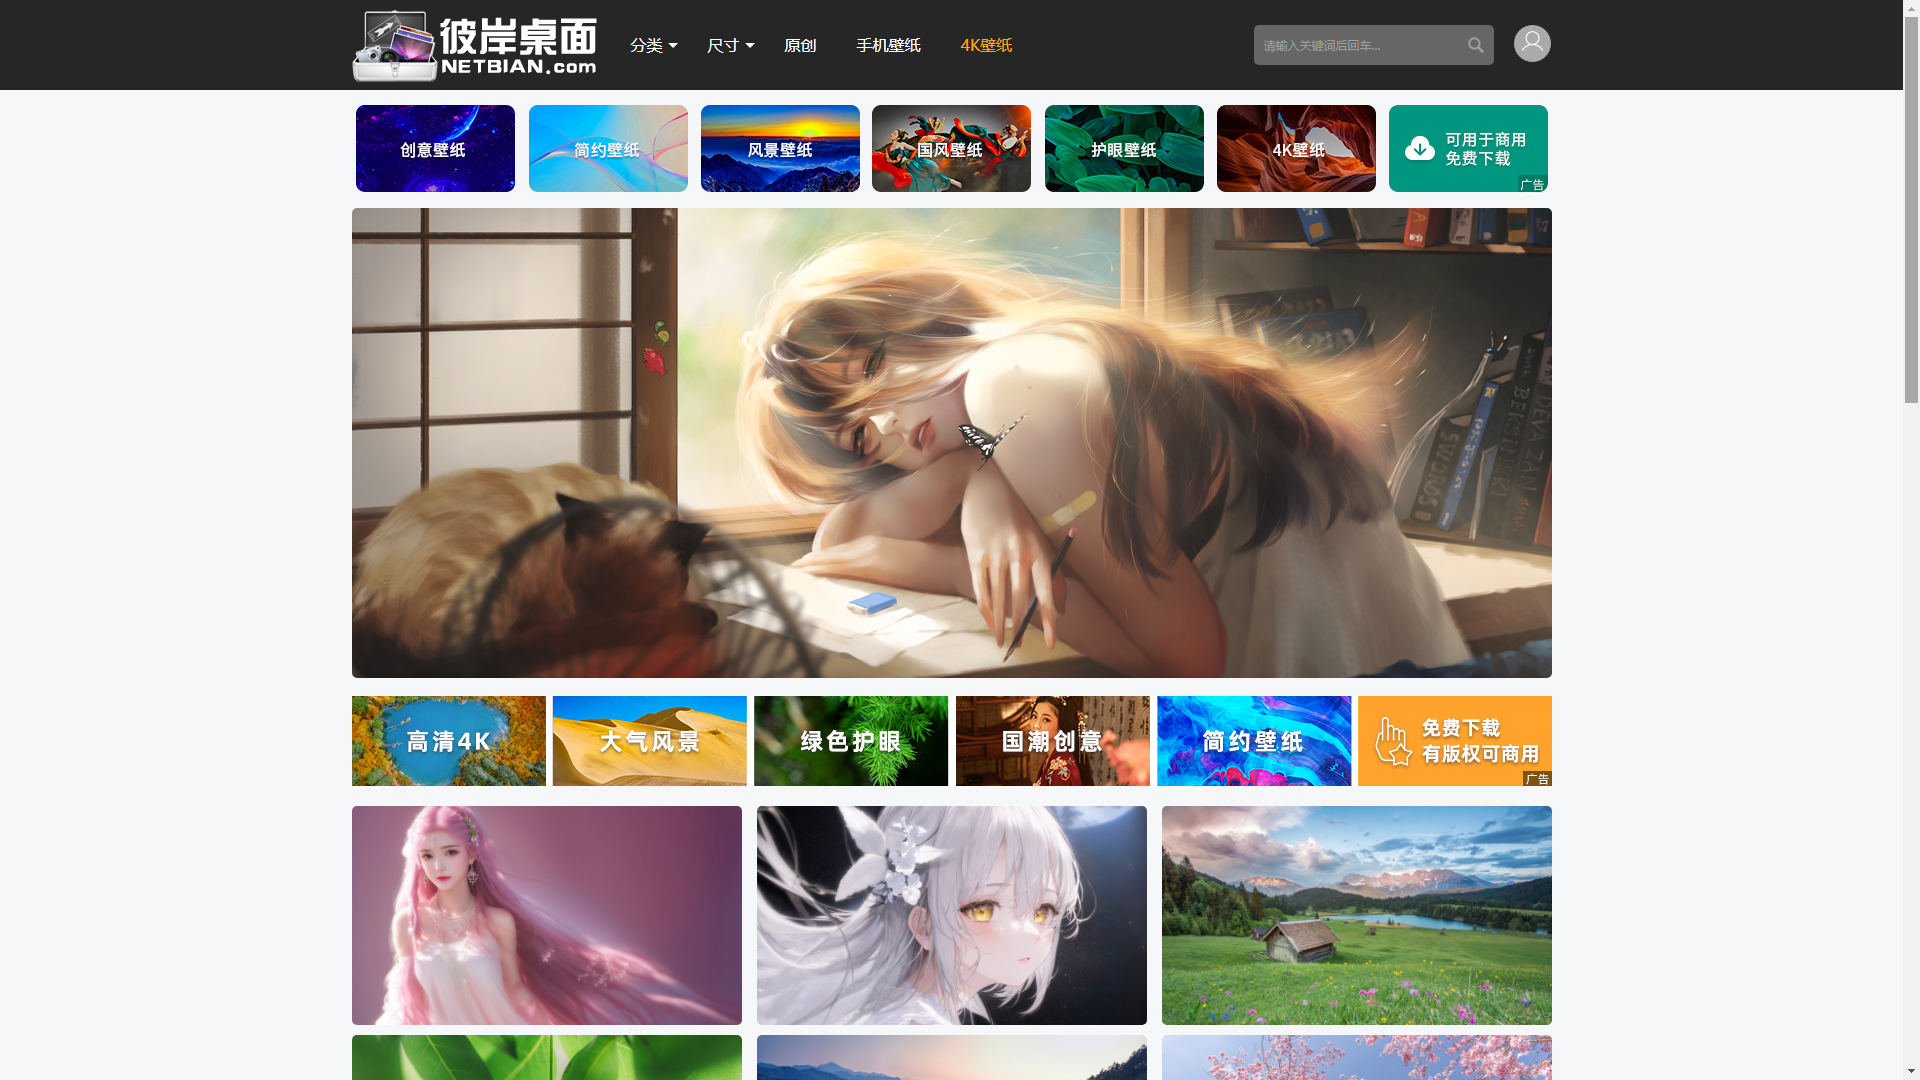 彼岸桌面
NETBIAN.com
分类
尺寸
原创
手机壁纸
4K壁纸
请输入关键词后回车...
创意壁纸
简约壁纸
风景壁纸
国风壁纸
护眼壁纸
4K壁纸
可用于商用
免费下载
广告
SWORDS
BEKSINSKI
DEVA ZAN
高清4K
大气风景
绿色护眼
国潮创意
简约壁纸
免费下载
有版权可商用
广告